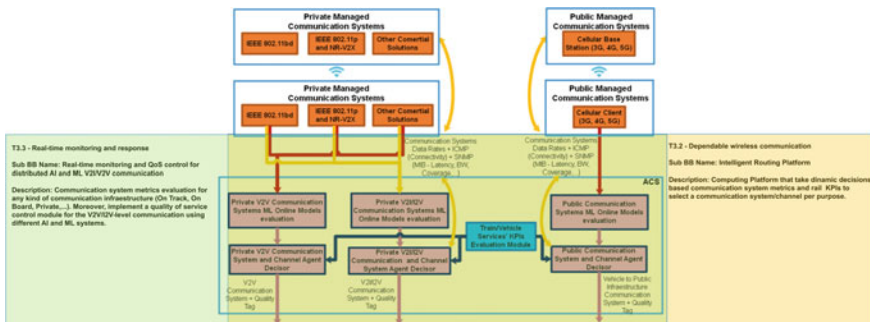 Private Managed
Communication Systems
IEEE 802.11bd
IEEE 802.11p
and NR-V2X
Other Comertial
Solutions
Public Managed
Communication Systems
Cellular Base
Station (3G, 4G, 5G)
Private Managed
Communication Systems
IEEE 802.11bd
IEEE 802.11p
and NR-V2X
Other Comertial
Solutions
Public Managed
Communication Systems
Cellular Client
(3G, 4G, 5G)
T3.3 - Real-time monitoring and response
Sub BB Name: Real-time monitoring and QoS control for
distributed AI and ML V2I/V2V communication
Description: Communication system metrics evaluation for
any kind of communication infraestructure (On Track, On
Board, Private,...). Moreover, implement a quality of
service control module for the V2V/I2V-level communication using
different AI and ML systems.
Communication Systems
Data Rates + ICMP
(Connectivity) + SNMP
(MIB - Latency, BW,
Coverage...)
Communication Systems
Data Rates + ICMP
(Connectivity) + SNMP
(MIB - Latency, BW,
Coverage...)
T3.2 - Dependable wireless communication
Sub BB Name: Intelligent Routing Platform
Description: Computing Platform that take dinamic decisions
based communication system metrics and rail KPIs to
select a communication system/channel per purpose.
ACS
Private V2V Communication
Systems ML Online Models
evaluation
Private V2I/I2V
Communication Systems ML
Online Models evaluation
Public Communication
Systems ML Online Models
evaluation
Train/Vehicle
Services' KPIs
Evaluation Module
Private V2V Communication
System and Channel Agent
Decisor
Private V2I/I2V
Communication and Channel
System Agent Decisor
Public Communication
System and Channel Agent
Decisor
V2V
Communication
System + Quality
Tag
V2I/I2V
Communication
System + Quality
Tag
Vehicle to Public
Infraestructure
Communication
System + Quality
Tag